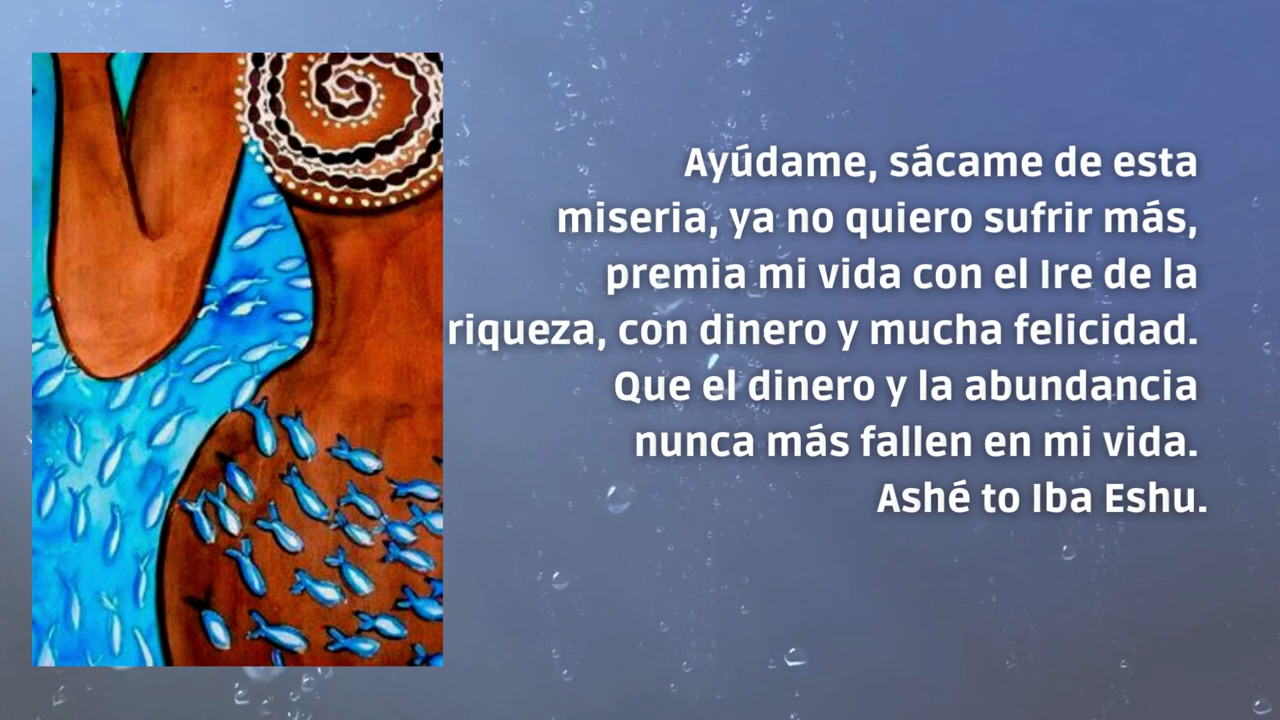 Ayúdame, sácame de esta
miseria, ya no quiero sufrir más,
premia mi vida con el Ire de la
riqueza, con dinero y mucha felicidad.
Que el dinero y la abundancia
nunca más fallen en mi vida.
Ashé to Iba Eshu.